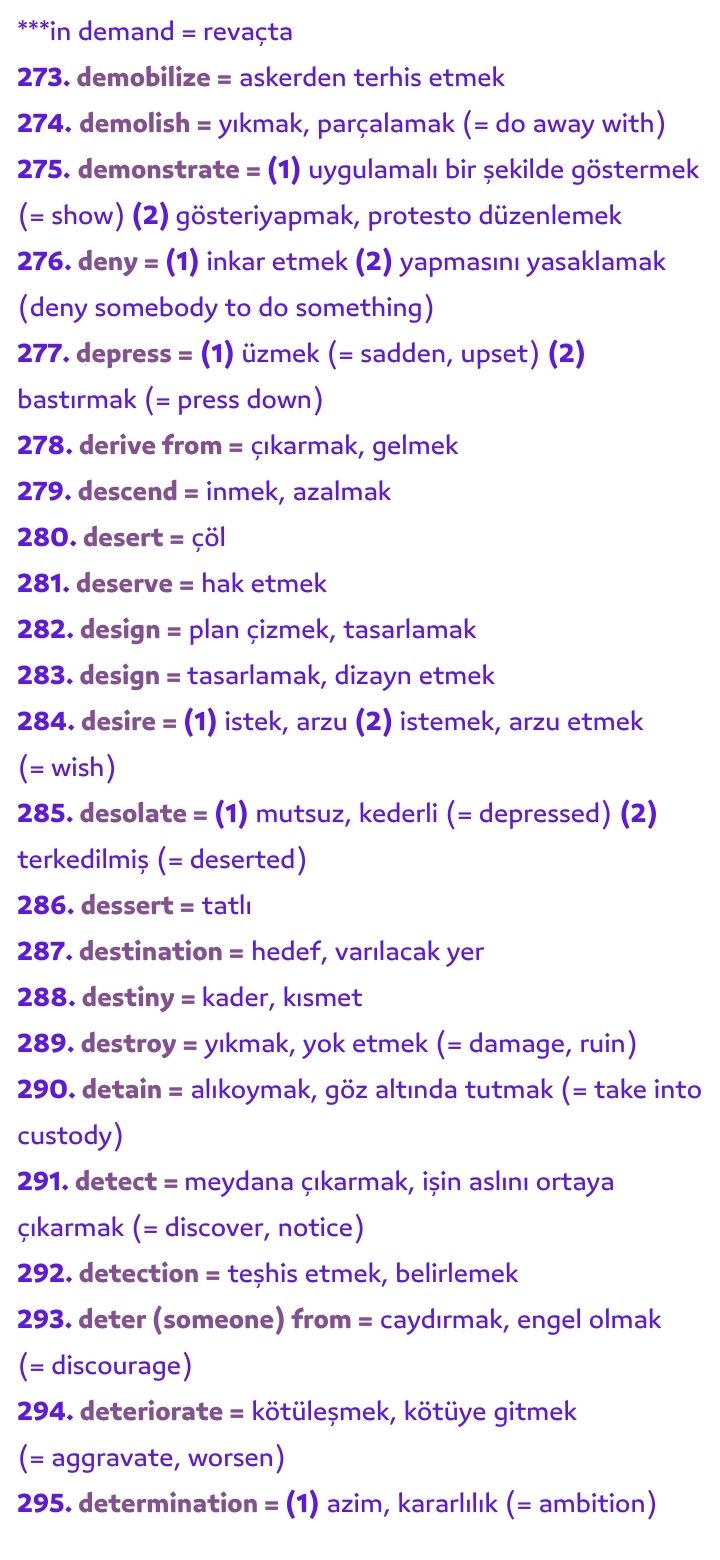 ***in demand = revaçta
273. demobilize = askerden terhis etmek
274. demolish = yıkmak, parçalamak (= do away with)
275. demonstrate = (1) uygulamalı bir şekilde göstermek
(= show) (2) gösteriyapmak, protesto düzenlemek
276. deny = (1) inkar etmek (2) yapmasını yasaklamak
(deny somebody to do something)
277. depress = (1) üzmek (= sadden, upset) (2)
bastırmak (= press down)
278. derive from = çıkarmak, gelmek
279. descend = inmek, azalmak
280. desert = çöl
281. deserve = hak etmek
282. design = plan çizmek, tasarlamak
283. design = tasarlamak, dizayn etmek
284. desire = (1) istek, arzu (2) istemek, arzu etmek
(= wish)
285. desolate = (1) mutsuz, kederli (= depressed) (2)
terkedilmiş (= deserted)
286. dessert = tatlı
287. destination = hedef, varılacak yer
288. destiny = kader, kısmet
289. destroy = yıkmak, yok etmek (= damage, ruin)
290. detain = alıkoymak, göz altında tutmak (= take into
custody)
291. detect = meydana çıkarmak, işin aslını ortaya
çıkarmak (= discover, notice)
292. detection = teşhis etmek, belirlemek
293. deter (someone) from = caydırmak, engel olmak
(= discourage)
294. deteriorate = kötüleşmek, kötüye gitmek
(= aggravate, worsen)
295. determination = (1) azim, kararlılık (= ambition)